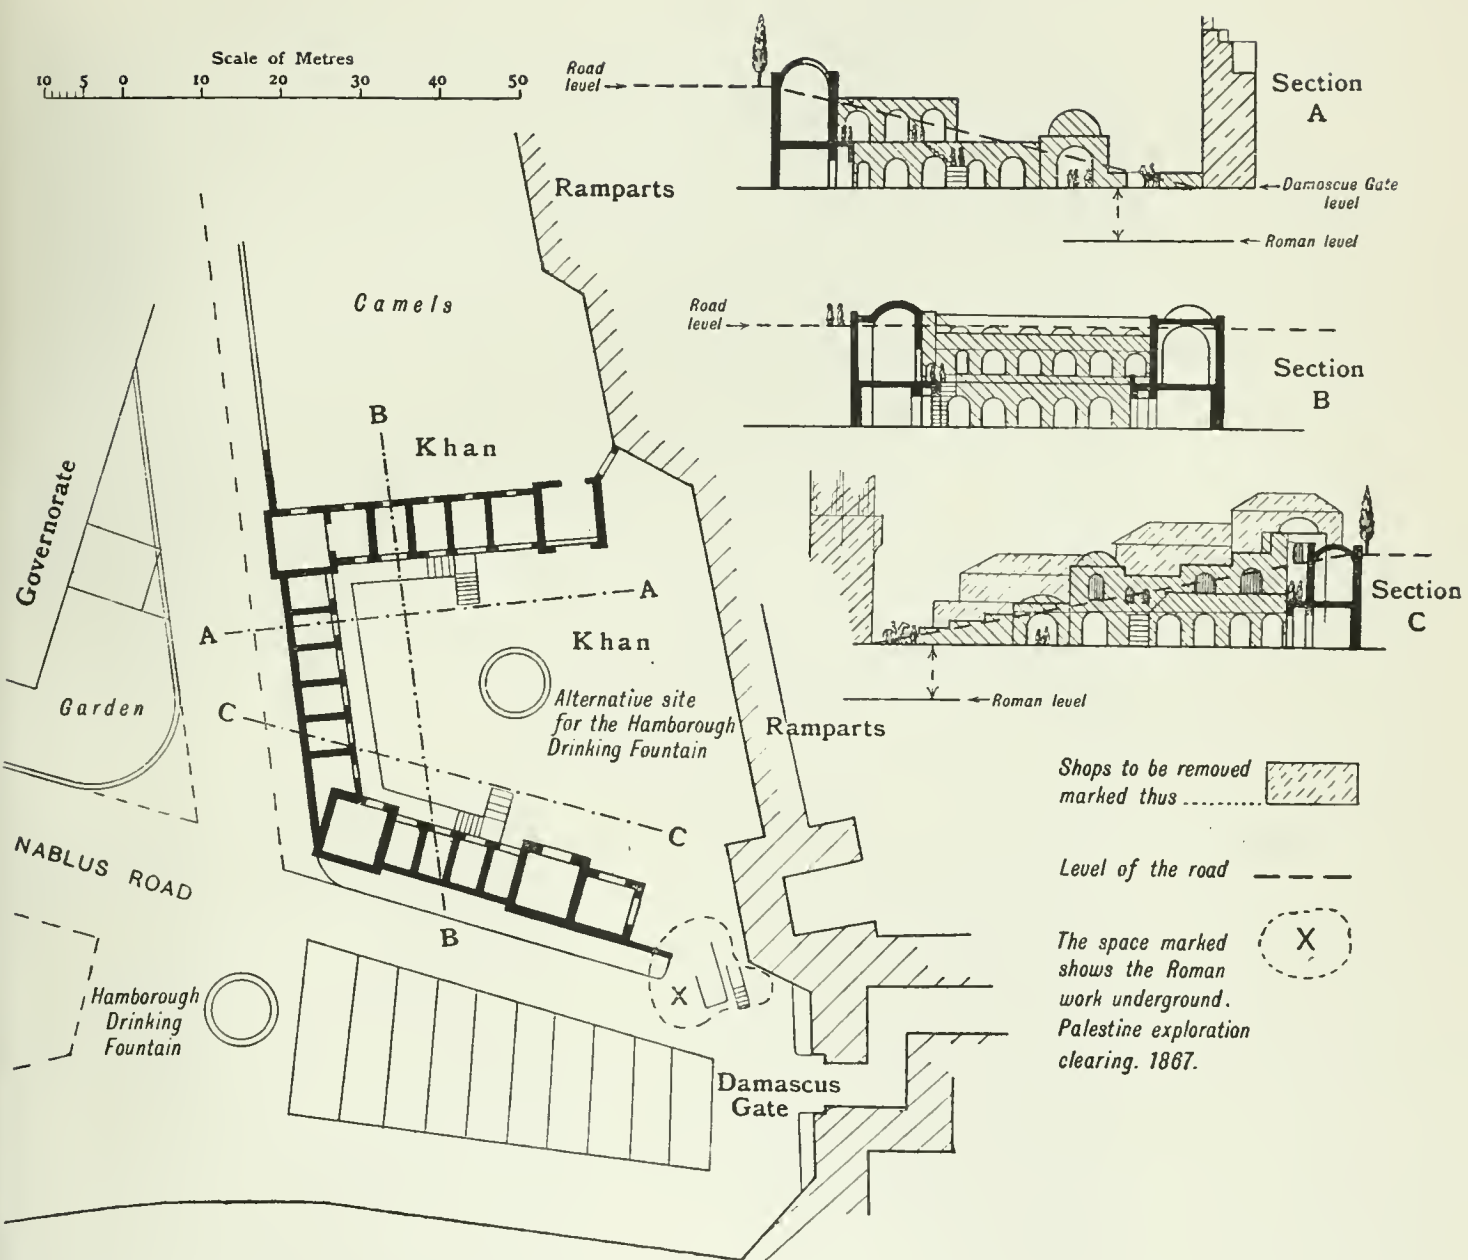 Scale of Metres
10 5 0 10 20 30 40 50
Road
level
Section
A
Damoscue Gate
level
Roman level
Ramparts
Camels
Road
level
Section
B
B
Khan
Governorate
A
A
Khan
Section
C
Roman level
Garden
C
Alternative site
for the Hamborough
Drinking Fountain
Ramparts
Shops to be removed
marked thus ..........
C
NABLUS ROAD
Level of the road
B
The space marked
shows the Roman
work underground.
Palestine exploration
clearing. 1867.
X
X
Hamborough
Drinking
Fountain
Damascus
Gate